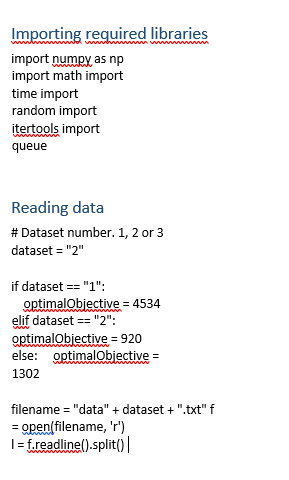 Importing required libraries
import numpy as np
import math import
time import
random import
itertools import
queue
Reading data
# Dataset number. 1, 2 or 3
dataset = "2"
if dataset == "1":
optimalObjective = 4534
elif dataset == "2":
optimalObjective = 920
else: optimalObjective =
1302
filename = "data" + dataset + ".txt" f
= open(filename, 'r')
l = f.readline().split()